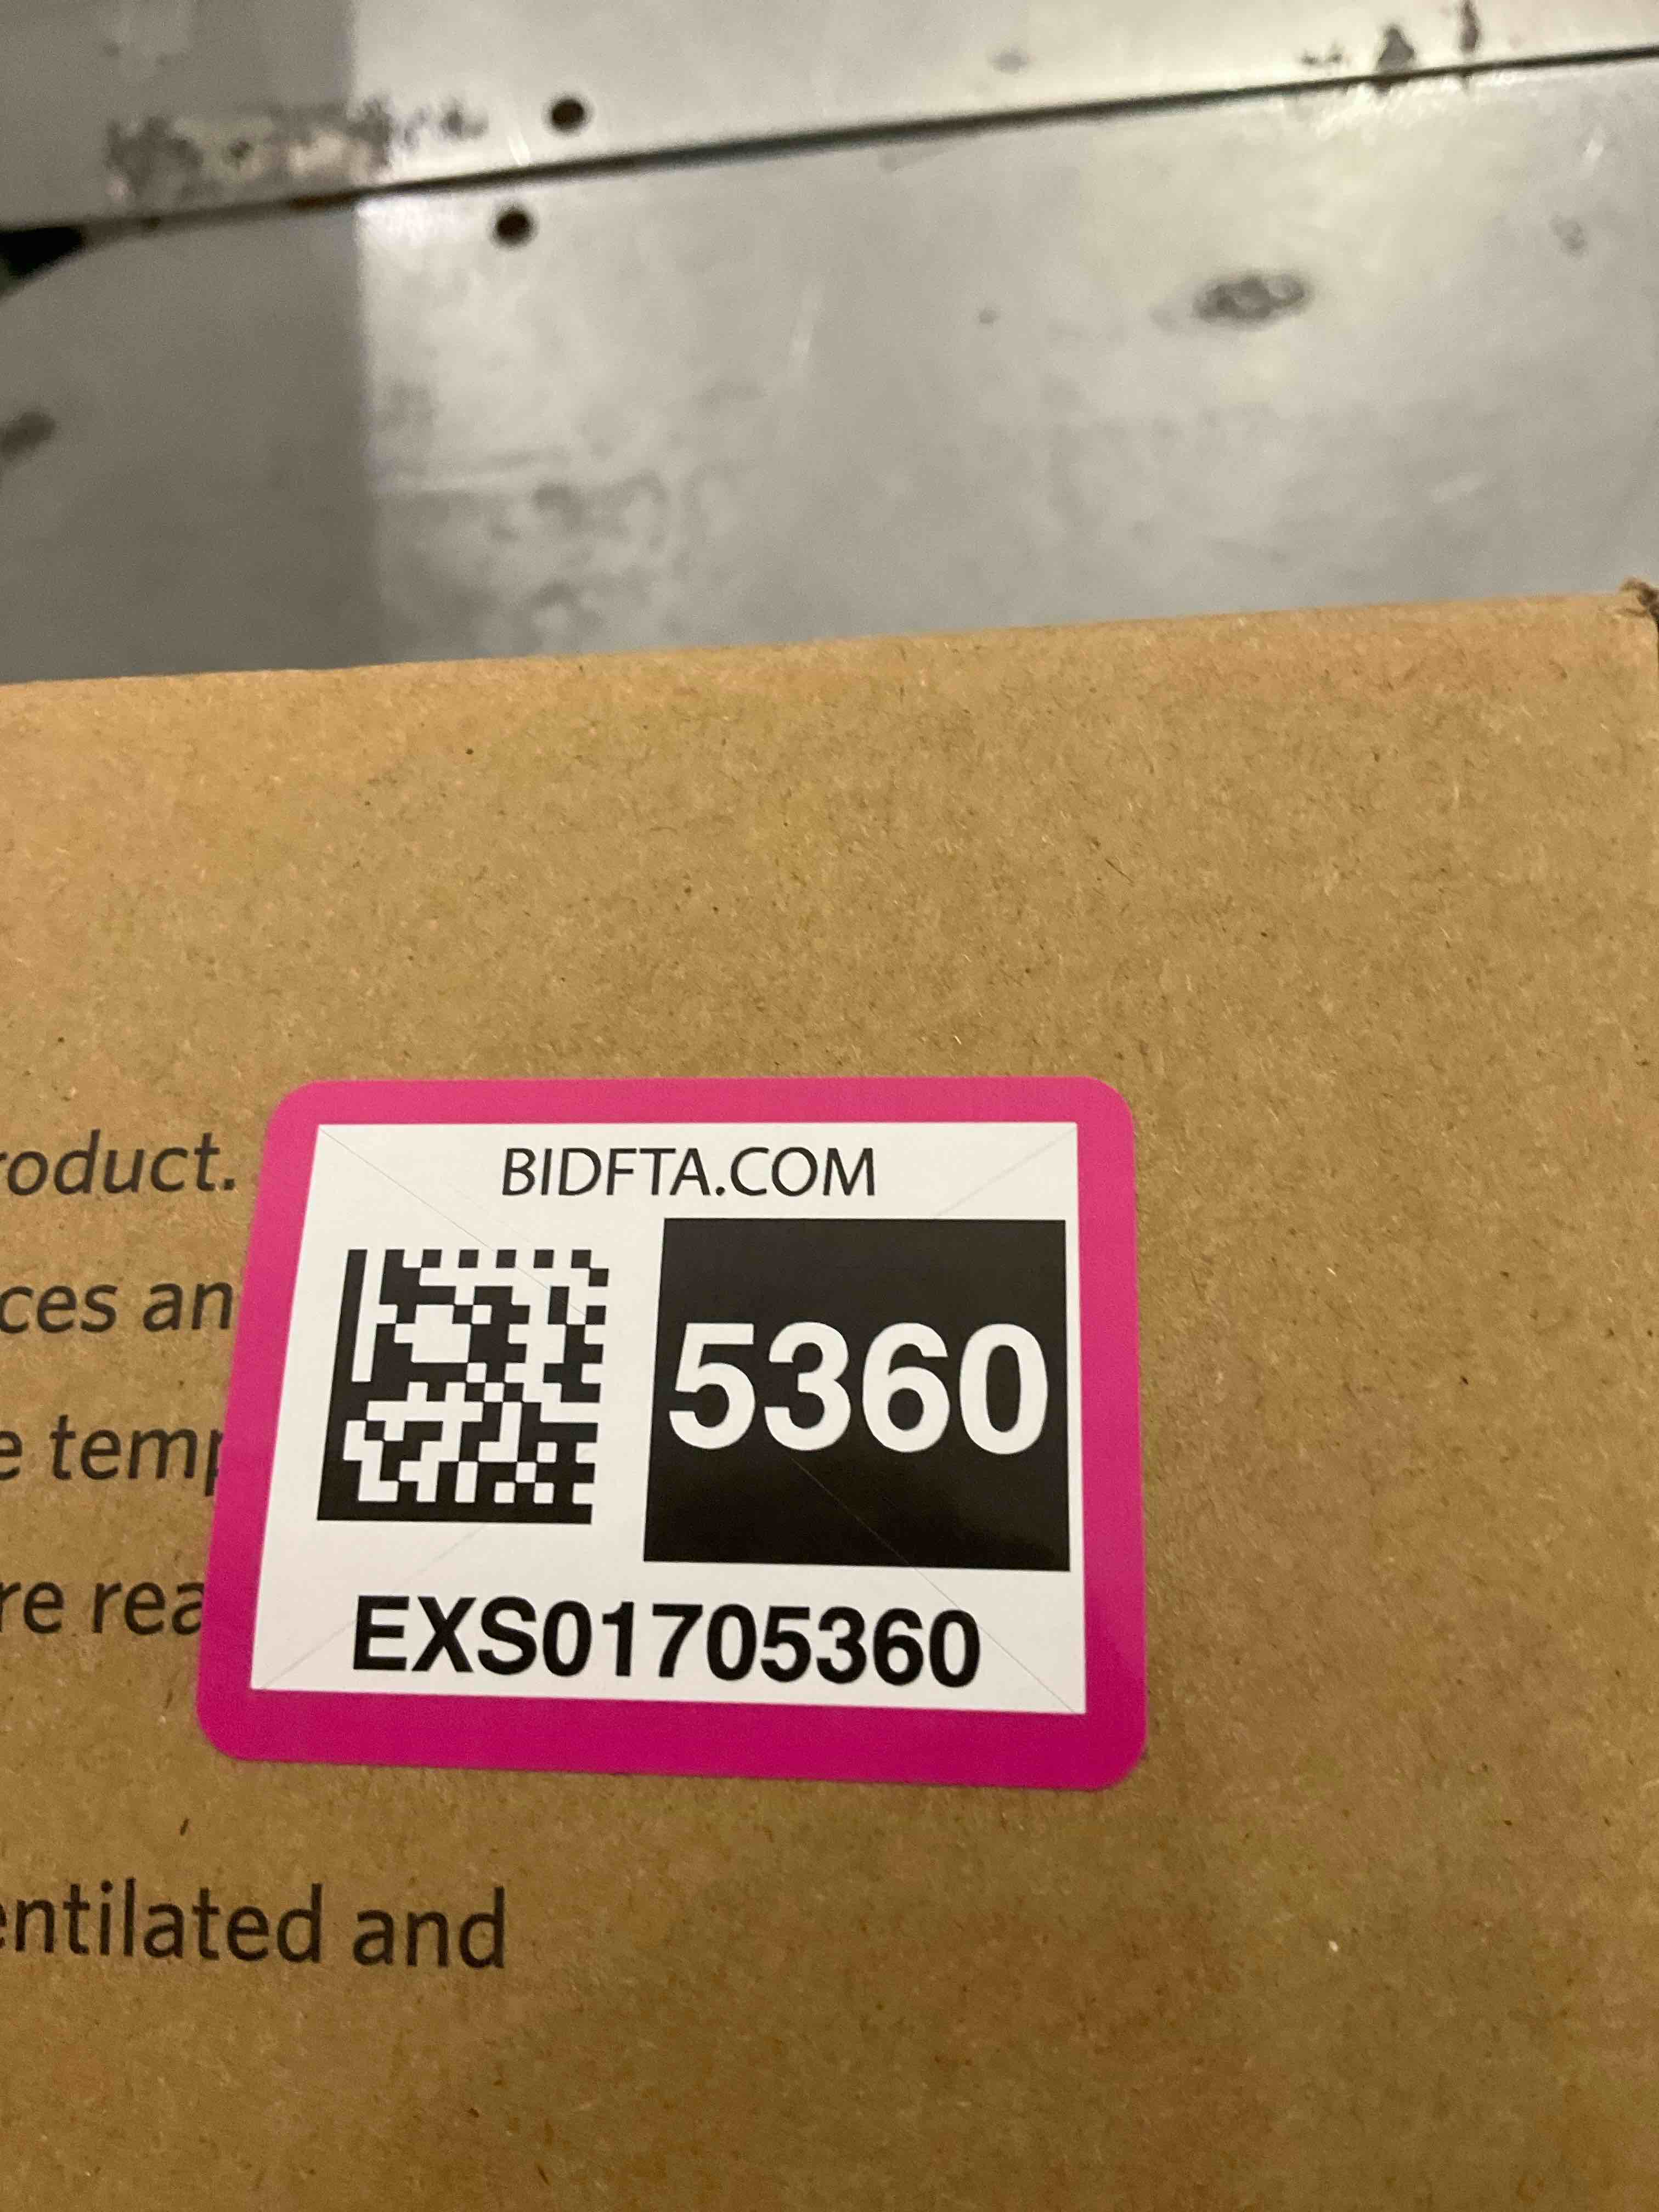 roduct.
BIDFTA.COM
ces an
5360
e temp
re rea
EXS01705360
entilated and